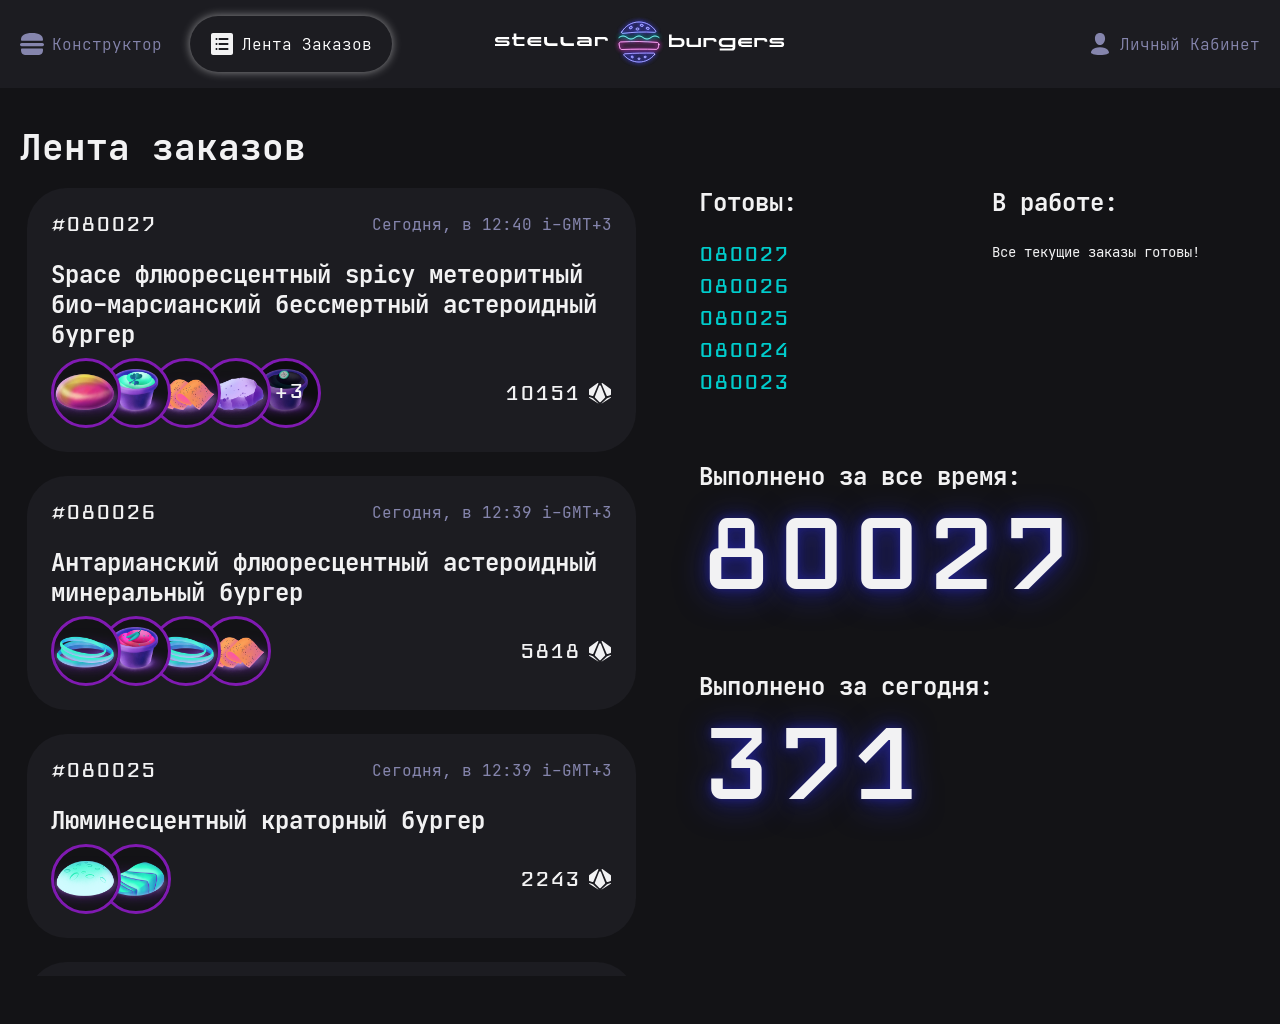 Конструктор
Лента Заказов
stellar burgers
Личный Кабинет
Лента заказов
#080027
Сегодня, в 12:40 i-GMT+3
Space флюоресцентный spicy метеоритный
био-марсианский бессмертный астероидный
бургер
+3
10151
#080026
Сегодня, в 12:39 i-GMT+3
Антарианский флюоресцентный астероидный
минеральный бургер
5818
#080025
Сегодня, в 12:39 i-GMT+3
Люминесцентный краторный бургер
2243
Готовы:
080027
080026
080025
080024
080023
В работе:
Все текущие заказы готовы!
Выполнено за все время:
80027
Выполнено за сегодня:
371